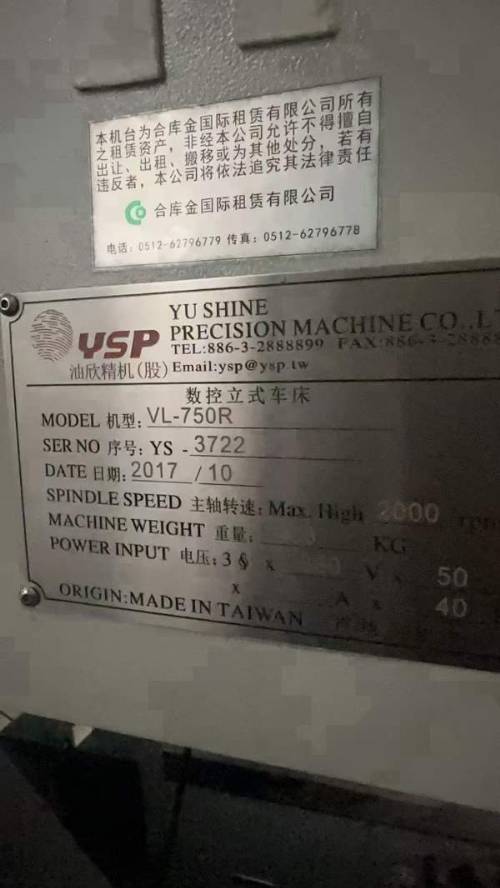 本机台为合库金国际租赁有限公司所有
之租赁资产，非经本公司允许不得擅自
出让、出租、搬移或为其他处分，若有
违反者，本公司将依法追究其法律责任
合库金国际租赁有限公司
电话：0512-62796779 传真：0512-62796778
YSP
油欣精机(股)
YU SHINE
PRECISION MACHINE CO.,LT
TEL:886-3-2888899 FAX:886-3-2888
Email:ysp@ysp.tw
数控立式车床
MODEL 机型: VL-750R
SER NO 序号: YS - 3722
DATE 日期: 2017 / 10
SPINDLE SPEED 主轴转速: Max. High 2000 rpm
MACHINE WEIGHT 重量: KG
POWER INPUT 电压: 3 § x V x 50
x A x 40
ORIGIN:MADE IN TAIWAN